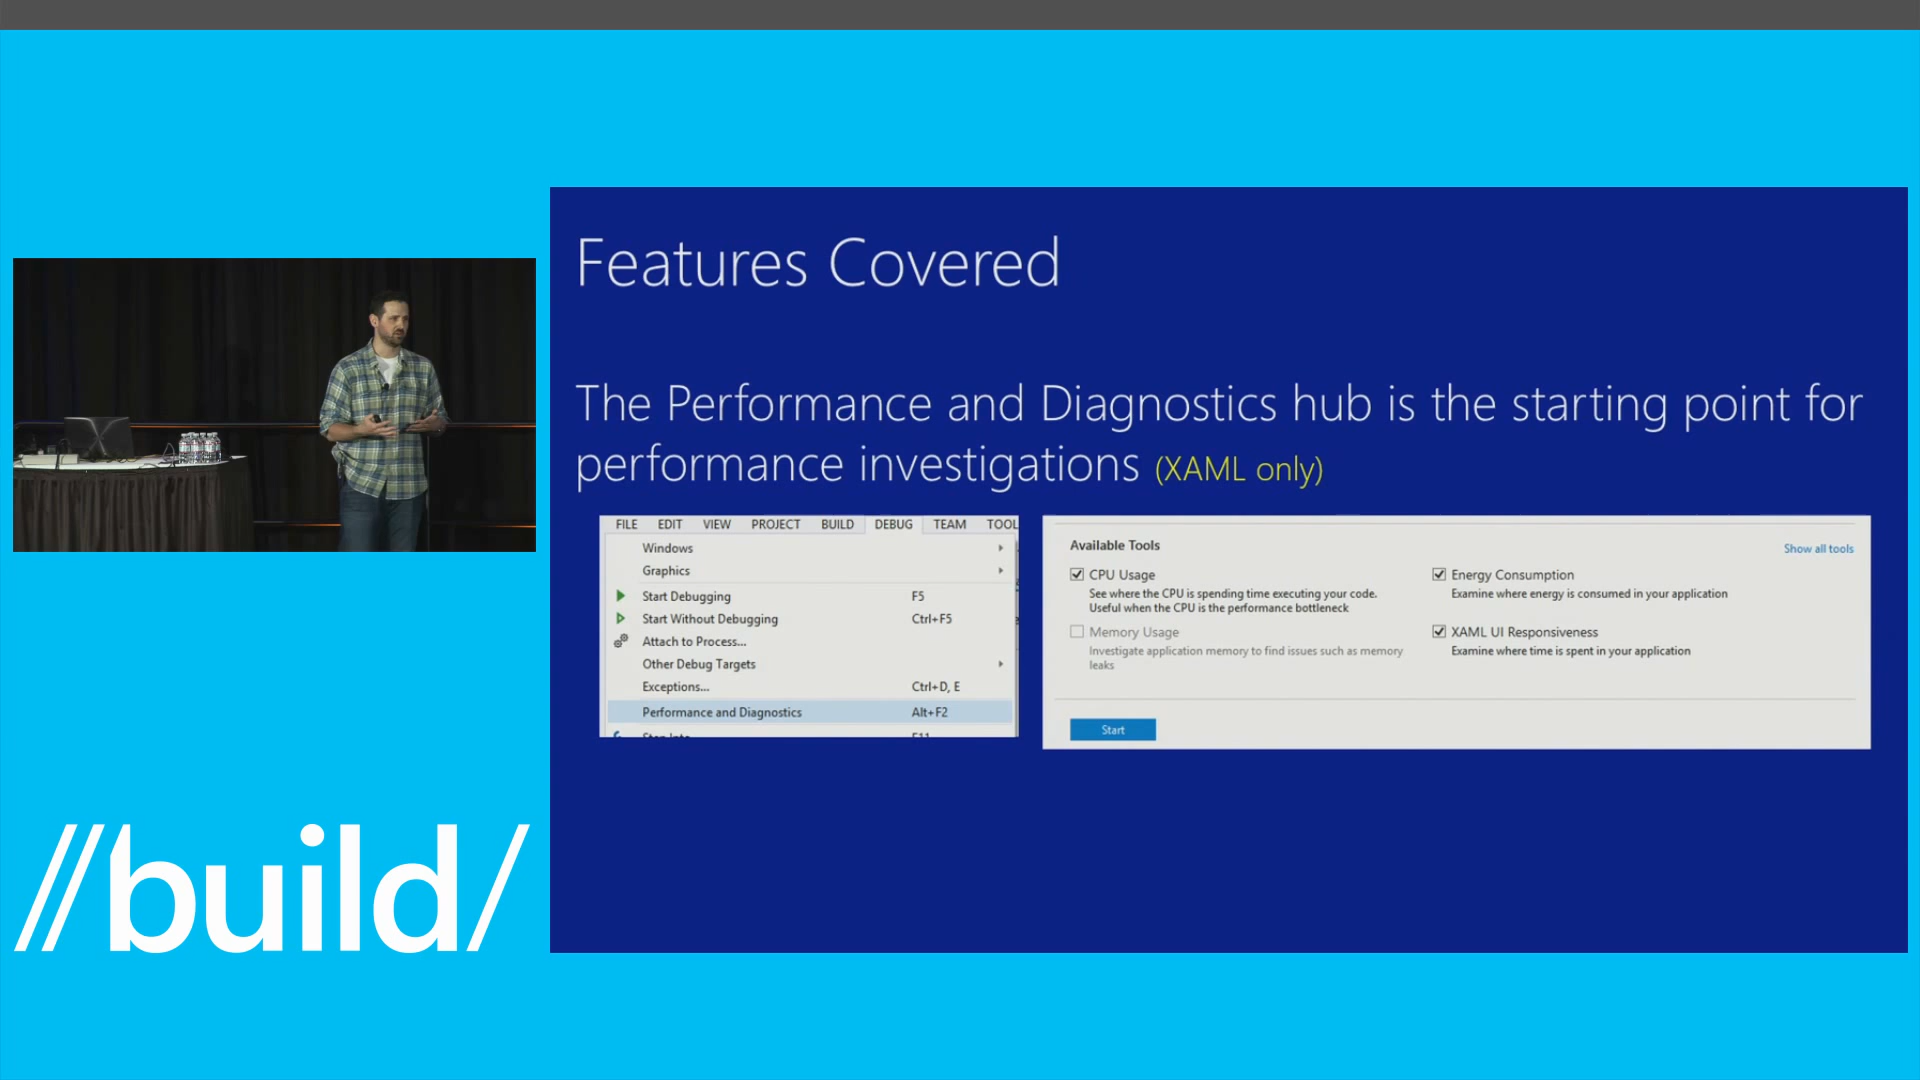 Features Covered
The Performance and Diagnostics hub is the starting point for
performance investigations (XAML only)
FILE EDIT VIEW PROJECT BUILD DEBUG TEAM TOOL
Windows
Graphics
Start Debugging F5
Start Without Debugging Ctrl+F5
Attach to Process...
Other Debug Targets
Exceptions... Ctrl+D, E
Performance and Diagnostics Alt+F2
Step Into F11
Available Tools
Show all tools
CPU Usage
See where the CPU is spending time executing your code.
Useful when the CPU is the performance bottleneck
Memory Usage
Investigate application memory to find issues such as memory
leaks
Energy Consumption
Examine where energy is consumed in your application
XAML UI Responsiveness
Examine where time is spent in your application
Start
//build/